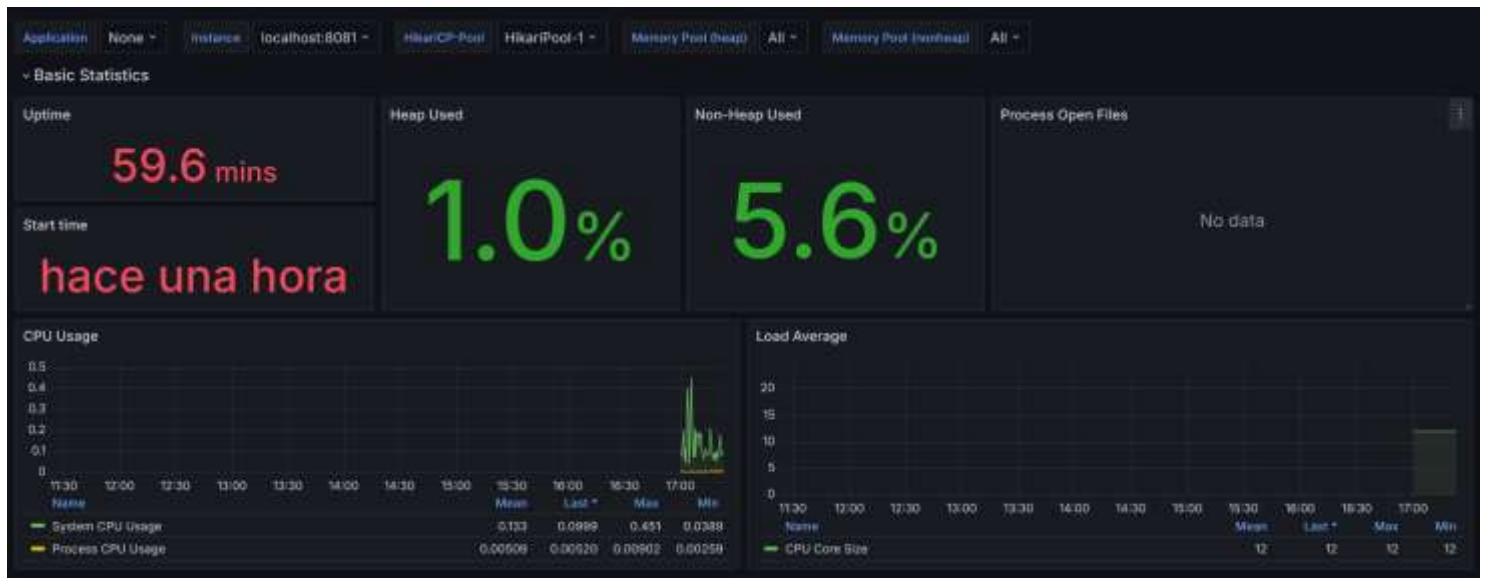 Application None Instance localhost:8081 HikariCP-Pool HikariPool-1 Memory Pool (heap) All Memory Pool (nonheap) All
Basic Statistics
Uptime
59.6 mins
Start time
hace una hora
Heap Used
1.0%
Non-Heap Used
5.6%
Process Open Files
No data
CPU Usage
0.5
0.4
0.3
0.2
0.1
0
11:30 12:00 12:30 13:00 13:30 14:00 14:30 15:00 15:30 16:00 16:30 17:00
Name Mean Last * Max Min
System CPU Usage 0.133 0.0999 0.451 0.0389
Process CPU Usage 0.00509 0.00520 0.00902 0.00259
Load Average
20
15
10
5
0
11:30 12:00 12:30 13:00 13:30 14:00 14:30 15:00 15:30 16:00 16:30 17:00
Name Mean Last * Max Min
CPU Core Size 12 12 12 12